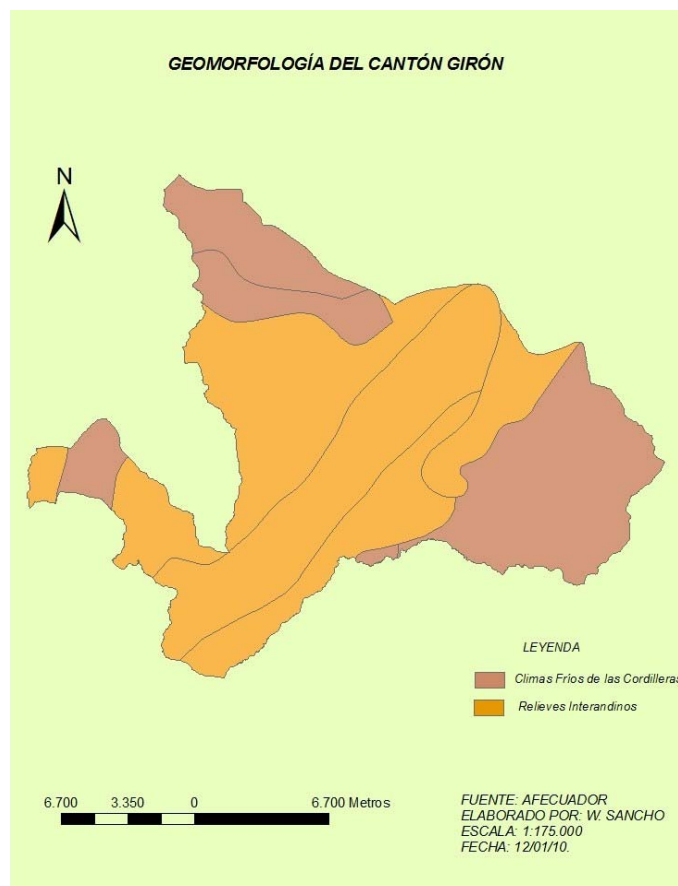 GEOMORFOLOGÍA DEL CANTÓN GIRÓN
N
LEYENDA
Climas Fríos de las Cordilleras
Relieves Interandinos
6.700 3.350 0 6.700 Metros
FUENTE: AFECUADOR
ELABORADO POR: W. SANCHO
ESCALA: 1:175.000
FECHA: 12/01/10.